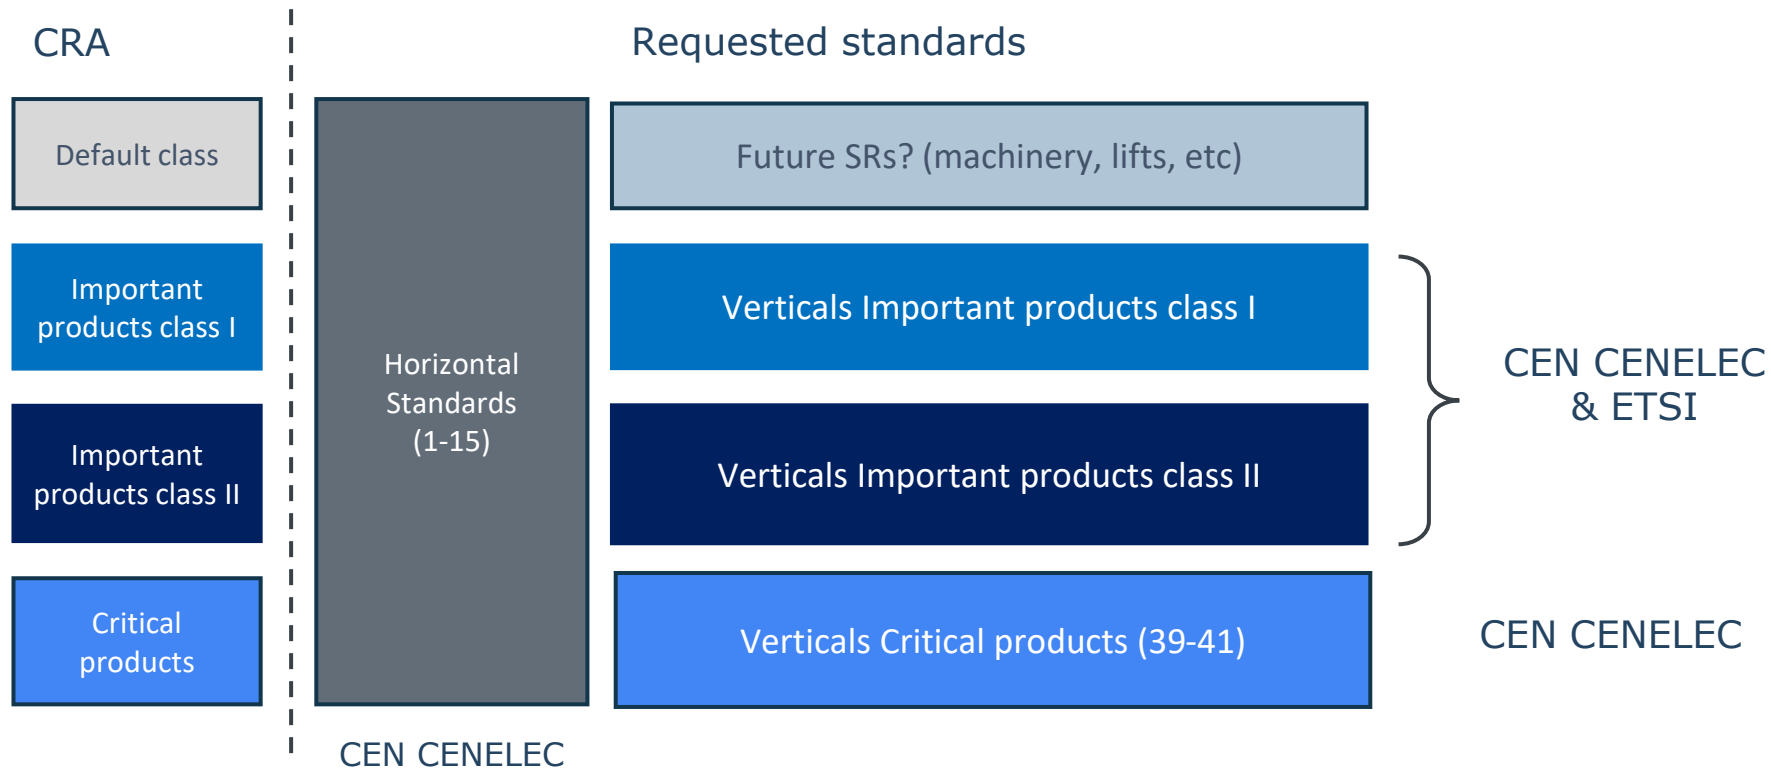 CRA
Requested standards
Default class
Important
products class I
Important
products class II
Critical
products
Horizontal
Standards
(1-15)
CEN CENELEC
Future SRs? (machinery, lifts, etc)
Verticals Important products class I
Verticals Important products class II
Verticals Critical products (39-41)
CEN CENELEC
& ETSI
CEN CENELEC